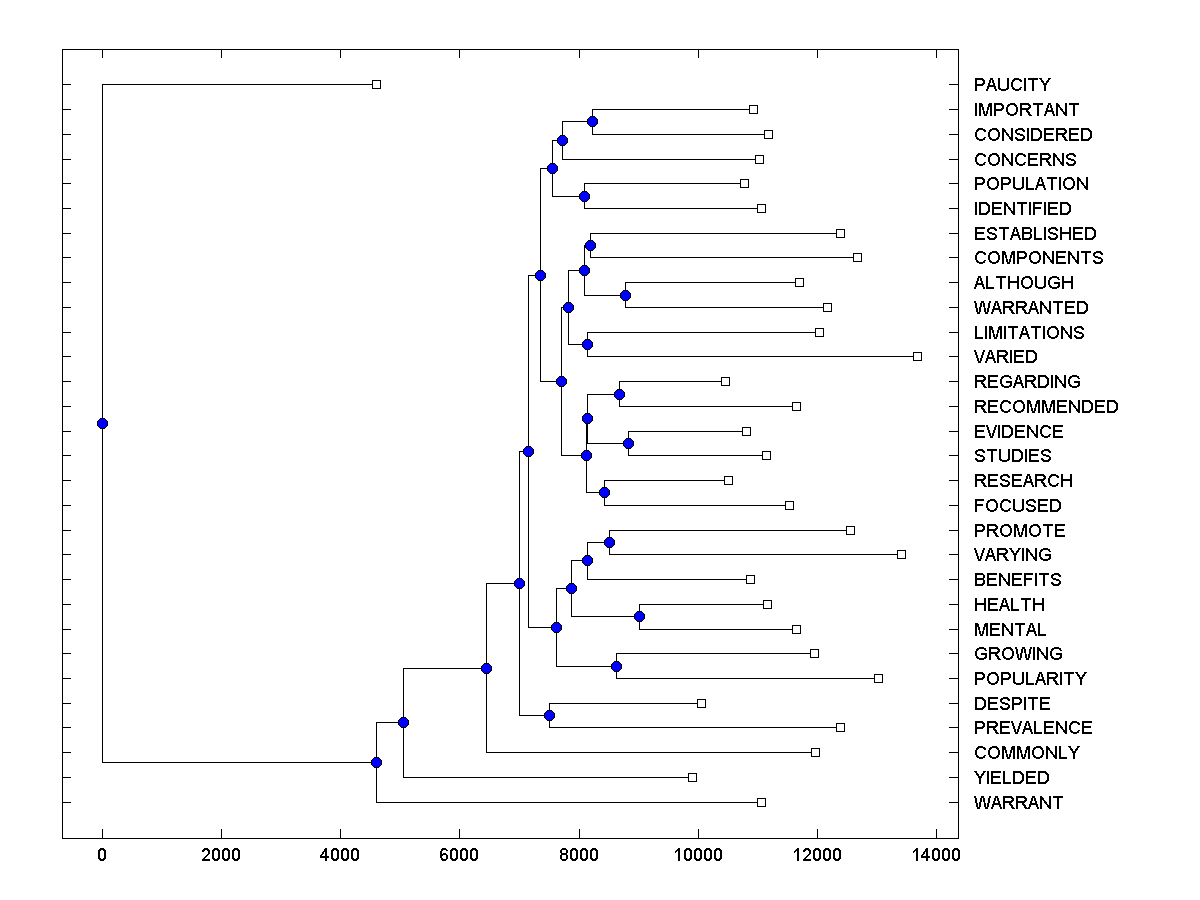 PAUCITY
IMPORTANT
CONSIDERED
CONCERNS
POPULATION
IDENTIFIED
ESTABLISHED
COMPONENTS
ALTHOUGH
WARRANTED
LIMITATIONS
VARIED
REGARDING
RECOMMENDED
EVIDENCE
STUDIES
RESEARCH
FOCUSED
PROMOTE
VARYING
BENEFITS
HEALTH
MENTAL
GROWING
POPULARITY
DESPITE
PREVALENCE
COMMONLY
YIELDED
WARRANT
0 2000 4000 6000 8000 10000 12000 14000